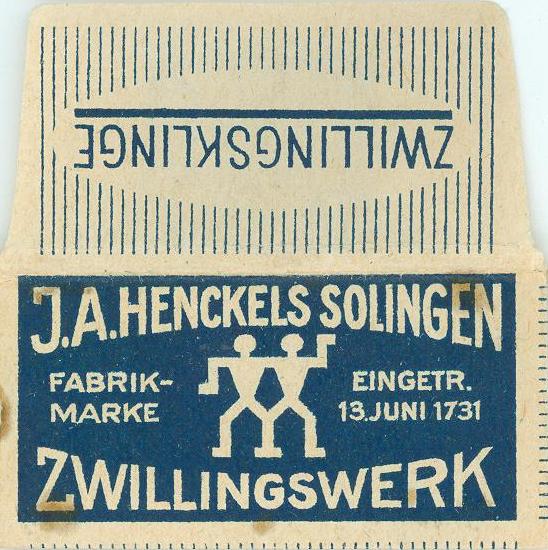 ZWILLINGSKLINGE
J.A. HENCKELS SOLINGEN
FABRIK-
MARKE
EINGETR.
13. JUNI 1731
ZWILLINGSWERK